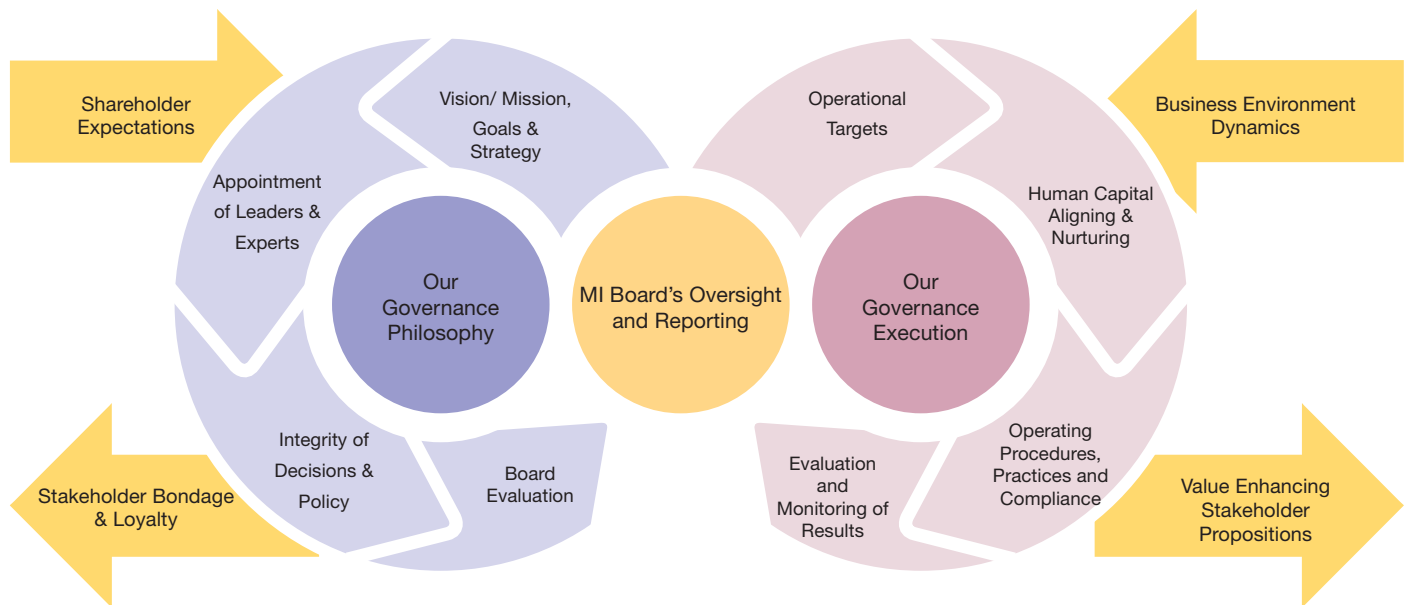 Shareholder
Expectations
Vision/ Mission,
Goals &
Strategy
Operational
Targets
Business Environment
Dynamics
Appointment
of Leaders &
Experts
Human Capital
Aligning &
Nurturing
Our
Governance
Philosophy
MI Board’s Oversight
and Reporting
Our
Governance
Execution
Integrity of
Decisions &
Policy
Board
Evaluation
Evaluation
and
Monitoring of
Results
Operating
Procedures,
Practices and
Compliance
Stakeholder Bondage
& Loyalty
Value Enhancing
Stakeholder
Propositions